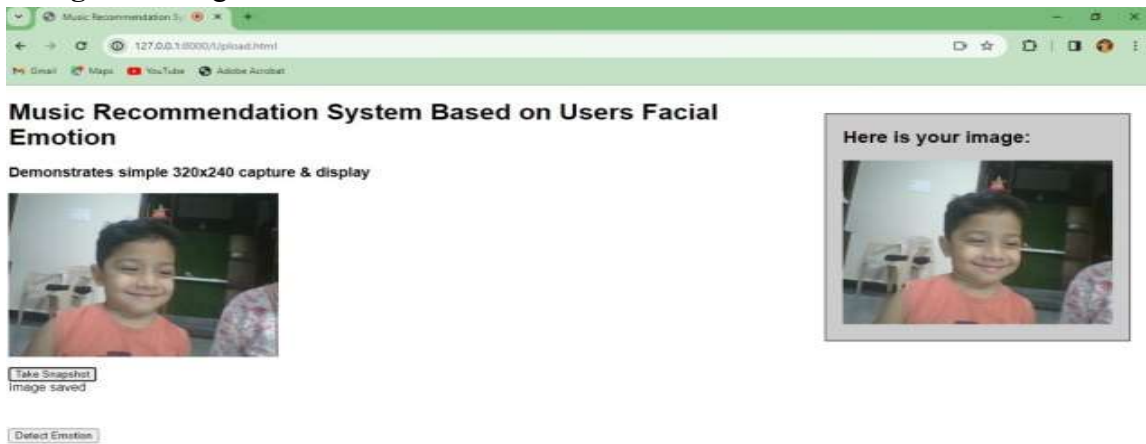 Music Recommendation S
127.0.0.1:8000/Upload.html
Gmail Maps YouTube Adobe Acrobat
Music Recommendation System Based on Users Facial
Emotion
Demonstrates simple 320x240 capture & display
Take Snapshot
Image saved
Detect Emotion
Here is your image: